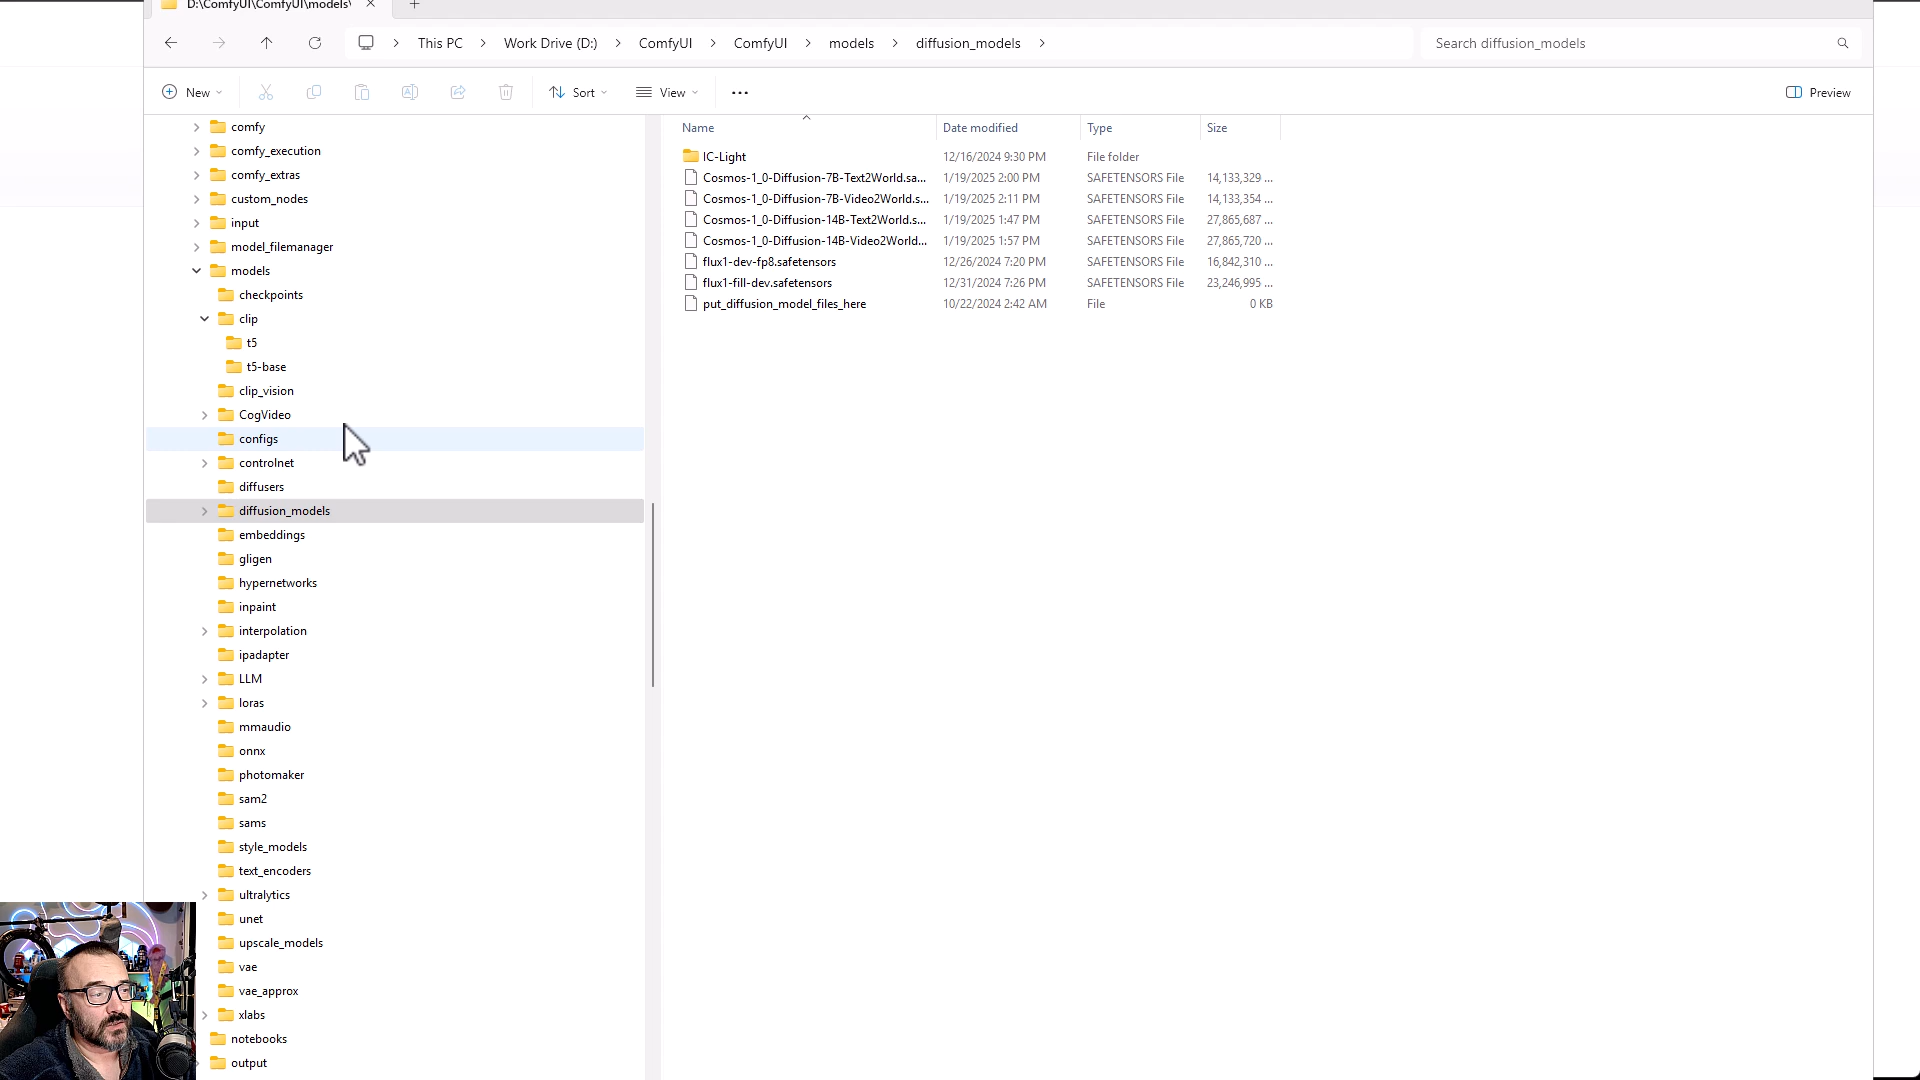 D:\ComfyUI\ComfyUI\models\
This PC > Work Drive (D:) > ComfyUI > ComfyUI > models > diffusion_models >
Search diffusion_models
New
Sort
View
Preview
comfy
comfy_execution
comfy_extras
custom_nodes
input
model_filemanager
models
checkpoints
clip
t5
t5-base
clip_vision
CogVideo
configs
controlnet
diffusers
diffusion_models
embeddings
gligen
hypernetworks
inpaint
interpolation
ipadapter
LLM
loras
mmaudio
onnx
photomaker
sam2
sams
style_models
text_encoders
ultralytics
unet
upscale_models
vae
vae_approx
xlabs
notebooks
output
Name Date modified Type Size
IC-Light 12/16/2024 9:30 PM File folder
Cosmos-1_0-Diffusion-7B-Text2World.sa... 1/19/2025 2:00 PM SAFETENSORS File 14,133,329 ...
Cosmos-1_0-Diffusion-7B-Video2World.s... 1/19/2025 2:11 PM SAFETENSORS File 14,133,354 ...
Cosmos-1_0-Diffusion-14B-Text2World.s... 1/19/2025 1:47 PM SAFETENSORS File 27,865,687 ...
Cosmos-1_0-Diffusion-14B-Video2World... 1/19/2025 1:57 PM SAFETENSORS File 27,865,720 ...
flux1-dev-fp8.safetensors 12/26/2024 7:20 PM SAFETENSORS File 16,842,310 ...
flux1-fill-dev.safetensors 12/31/2024 7:26 PM SAFETENSORS File 23,246,995 ...
put_diffusion_model_files_here 10/22/2024 2:42 AM File 0 KB